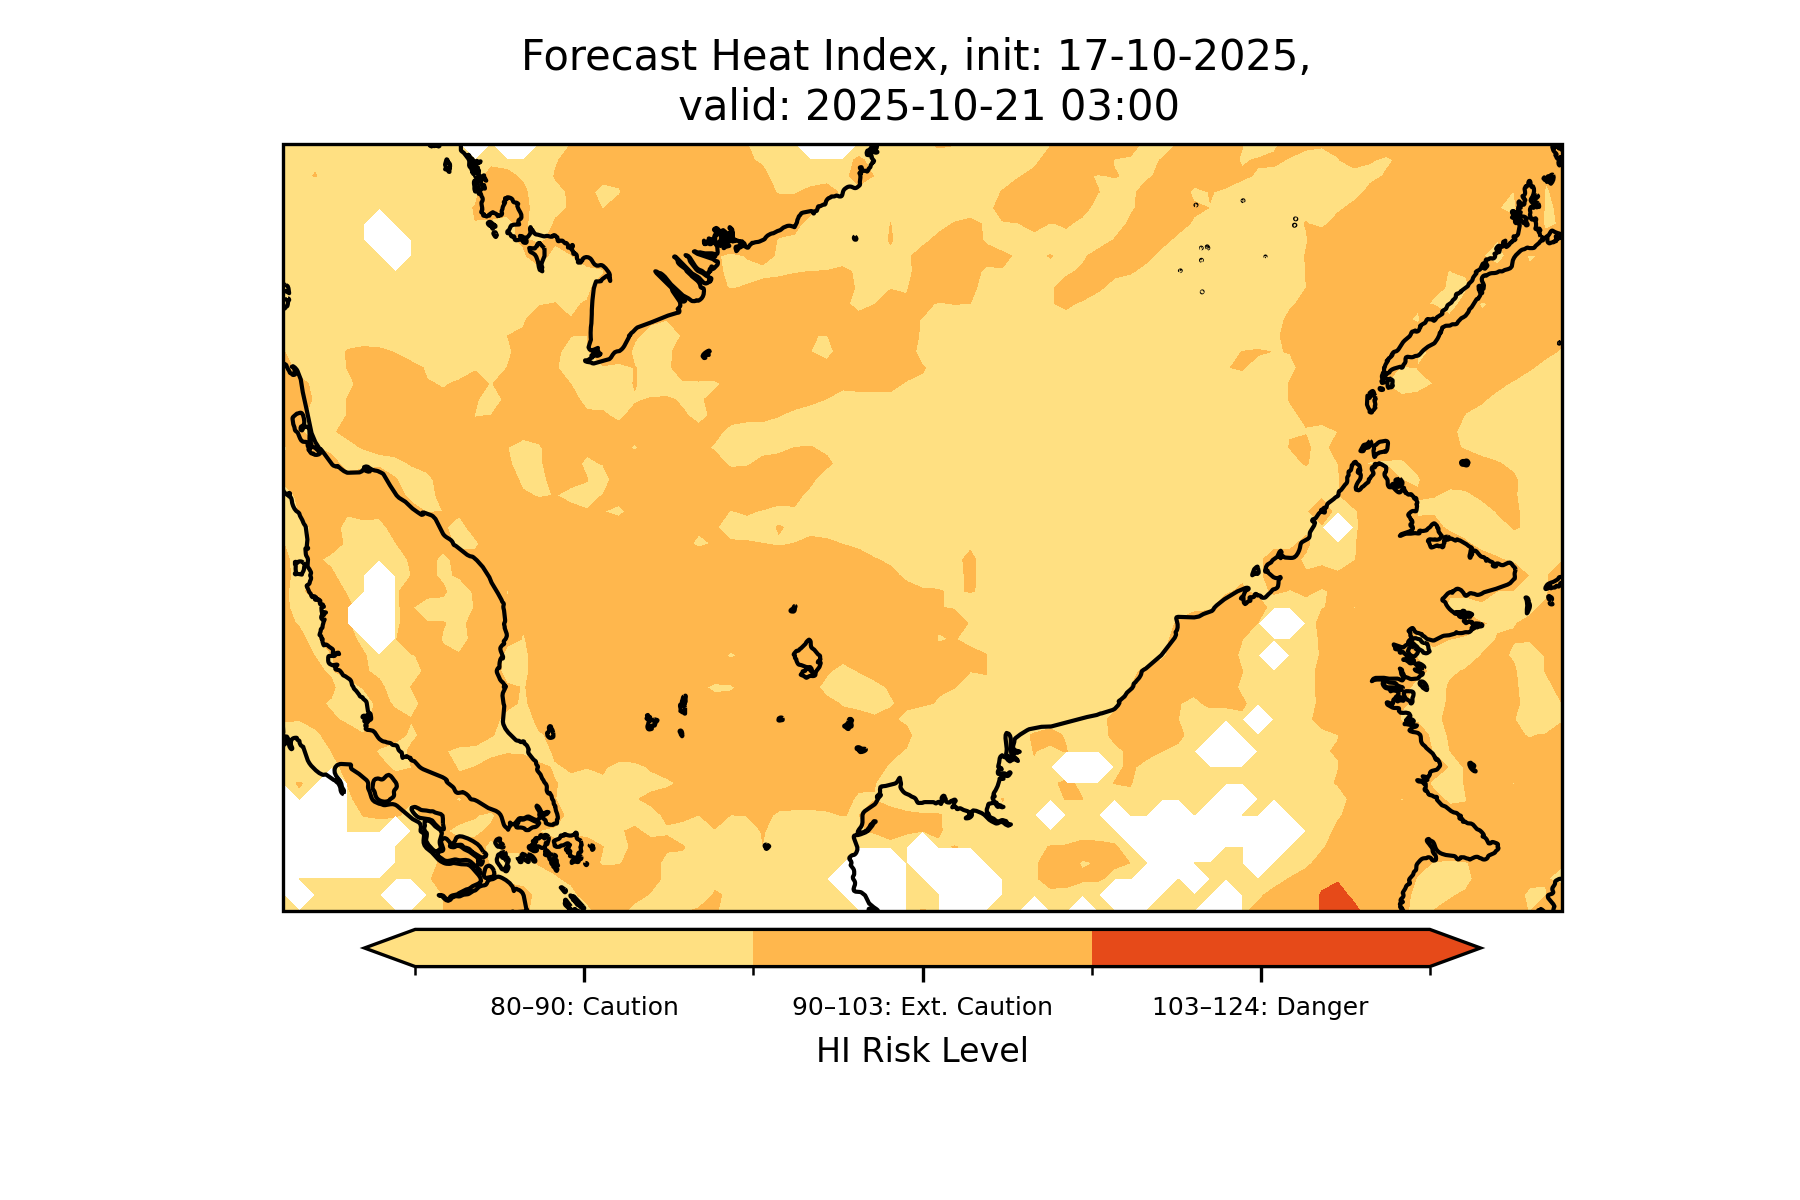 Forecast Heat Index, init: 17-10-2025,
valid: 2025-10-21 03:00
80–90: Caution
90–103: Ext. Caution
103–124: Danger
HI Risk Level